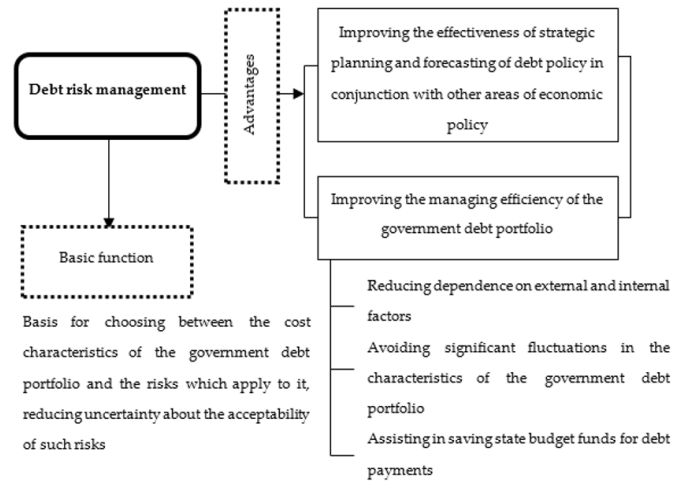 Debt risk management
Advantages
Improving the effectiveness of strategic
planning and forecasting of debt policy in
conjunction with other areas of economic
policy
Improving the managing efficiency of the
government debt portfolio
Reducing dependence on external and internal
factors
Avoiding significant fluctuations in the
characteristics of the government debt
portfolio
Assisting in saving state budget funds for debt
payments
Basic function
Basis for choosing between the cost
characteristics of the government debt
portfolio and the risks which apply to it,
reducing uncertainty about the acceptability
of such risks